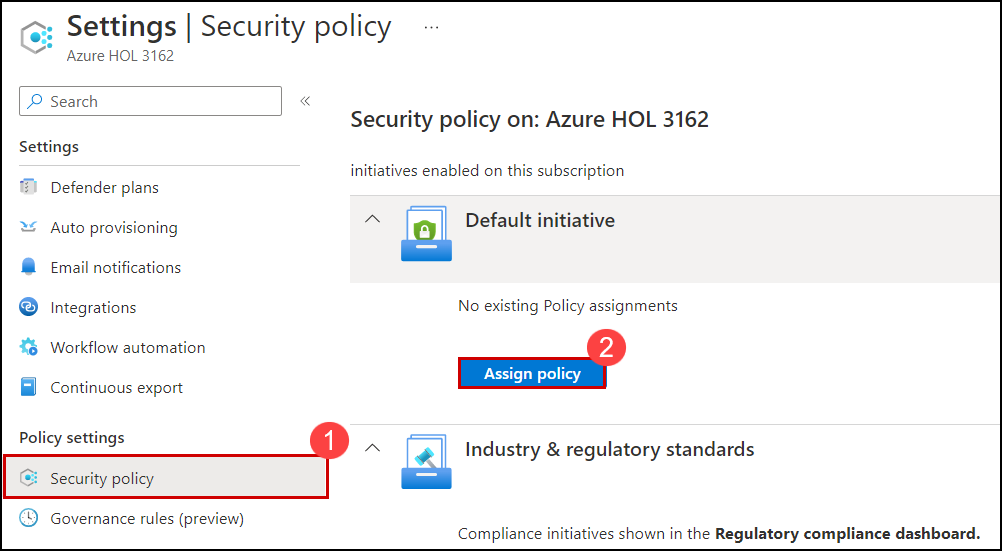 Settings | Security policy ...
Azure HOL 3162
Search «
Settings
Defender plans
Auto provisioning
Email notifications
Integrations
Workflow automation
Continuous export
Policy settings
1
Security policy
Governance rules (preview)
Security policy on: Azure HOL 3162
initiatives enabled on this subscription
Default initiative
No existing Policy assignments
2
Assign policy
Industry & regulatory standards
Compliance initiatives shown in the Regulatory compliance dashboard.